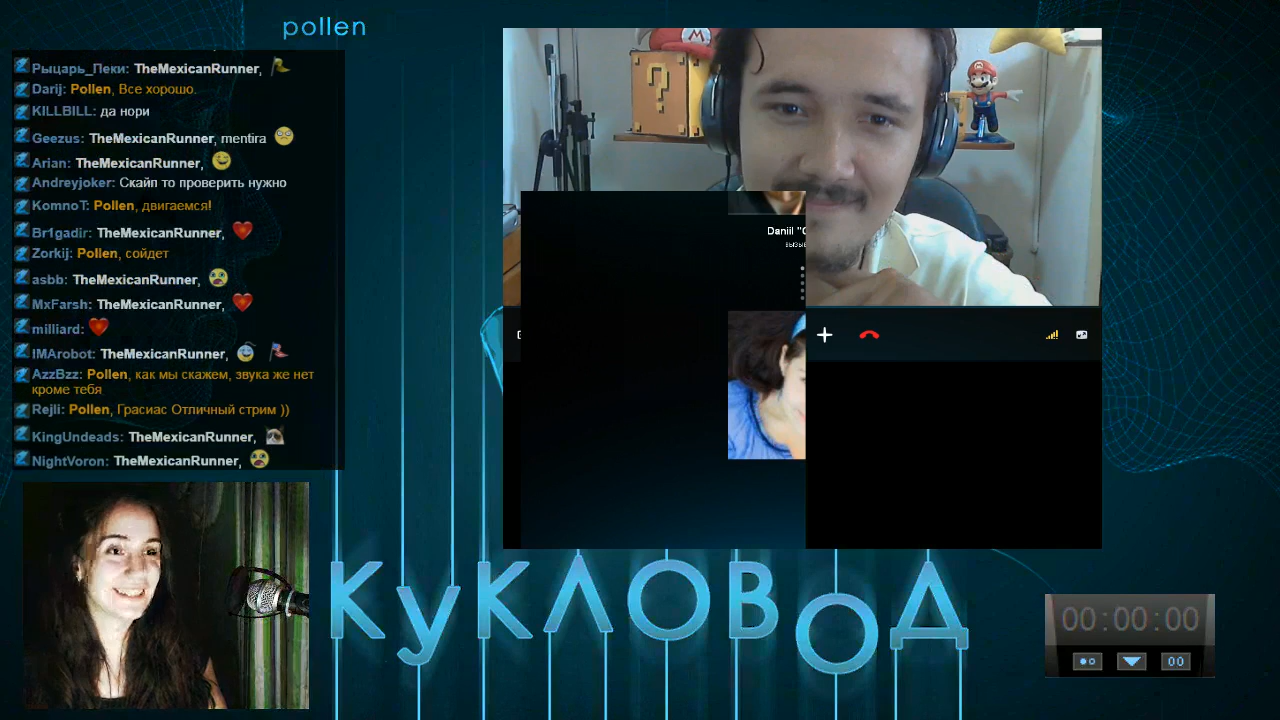 pollen
Рыцарь_Пеки: TheMexicanRunner,
Darij: Pollen, Все хорошо.
KILLBILL: да нори
Geezus: TheMexicanRunner, mentira
Arian: TheMexicanRunner,
Andreyjoker: Скайп то проверить нужно
KomnoT: Pollen, двигаемся!
Br1gadir: TheMexicanRunner,
Zorkij: Pollen, сойдет
asbb: TheMexicanRunner,
MxFarsh: TheMexicanRunner,
milliard:
IMArobot: TheMexicanRunner,
AzzBzz: Pollen, как мы скажем, звука же нет
кроме тебя
Rejli: Pollen, Грасиас Отличный стрим ))
KingUndeads: TheMexicanRunner,
NightVoron: TheMexicanRunner,
M
?
Daniil "
КУКЛОВОД
00:00:00
00